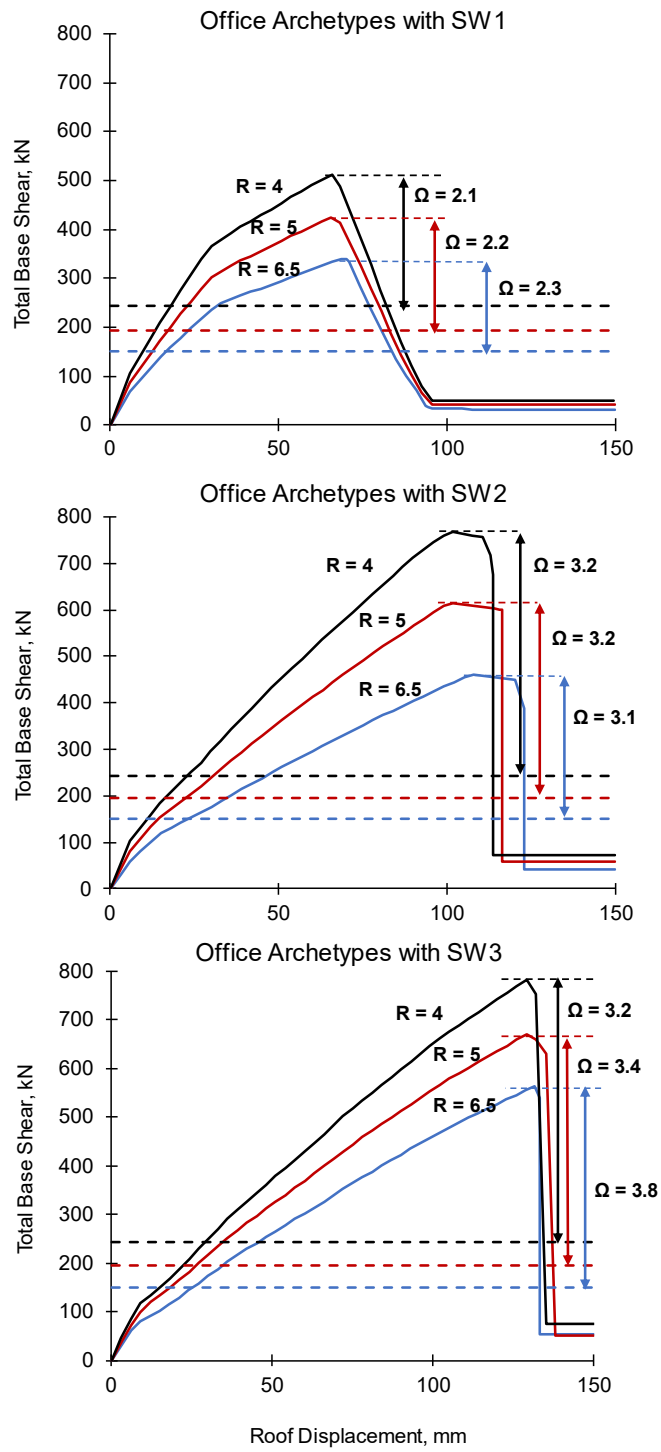 Office Archetypes with SW1
800
700
600
500
400
300
200
100
0
Total Base Shear, kN
R = 4
R = 5
R = 6.5
Ω = 2.1
Ω = 2.2
Ω = 2.3
0
50
100
150
Office Archetypes with SW2
800
700
600
500
400
300
200
100
0
Total Base Shear, kN
R = 4
R = 5
R = 6.5
Ω = 3.2
Ω = 3.2
Ω = 3.1
0
50
100
150
Office Archetypes with SW3
800
700
600
500
400
300
200
100
0
Total Base Shear, kN
R = 4
R = 5
R = 6.5
Ω = 3.2
Ω = 3.4
Ω = 3.8
0
50
100
150
Roof Displacement, mm